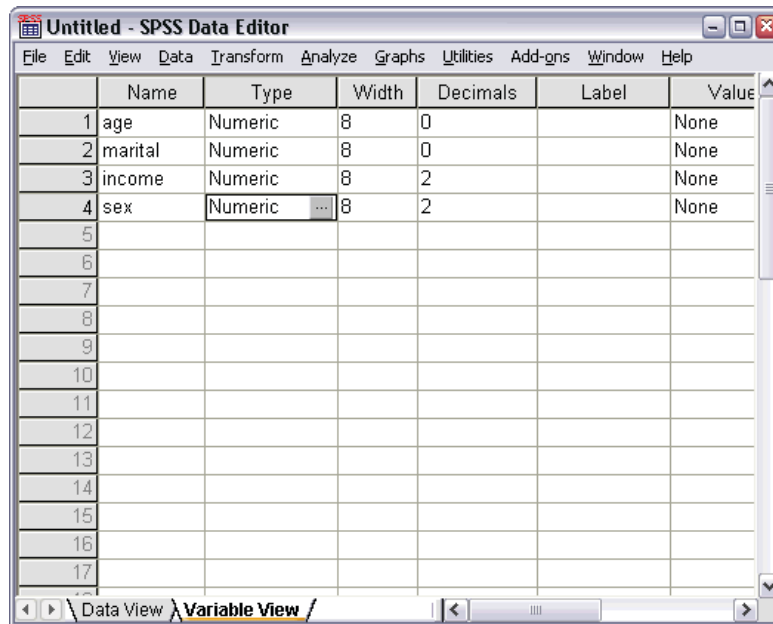 Untitled - SPSS Data Editor
File Edit View Data Transform Analyze Graphs Utilities Add-ons Window Help
Name Type Width Decimals Label Value
1 age Numeric 8 0 None
2 marital Numeric 8 0 None
3 income Numeric 8 2 None
4 sex Numeric ... 8 2 None
5
6
7
8
9
10
11
12
13
14
15
16
17
Data View Variable View